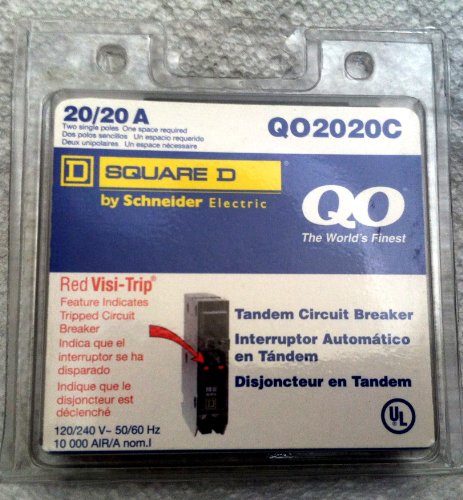 20/20 A
Two single poles One space required
Dos polos sencillos Un espacio requerido
Deux unipolaires Un espace nécessaire
QO2020C
D SQUARE D
by Schneider Electric
QO
The World's Finest
Red Visi-Trip®
Feature Indicates
Tripped Circuit
Breaker
Indica que el
interruptor se ha
disparado
Indique que le
disjoncteur est
déclenché
120/240 V~ 50/60 Hz
10 000 AIR/A nom.I
Tandem Circuit Breaker
Interruptor Automático
en Tándem
Disjoncteur en Tandem
UL